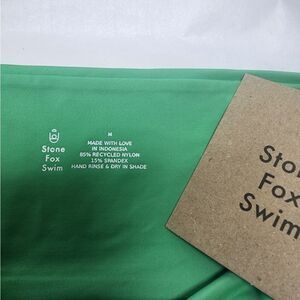 Stone
Fox
Swim
M
MADE WITH LOVE
IN INDONESIA
85% RECYCLED NYLON
15% SPANDEX
HAND RINSE & DRY IN SHADE
Stone
Fox
Swim